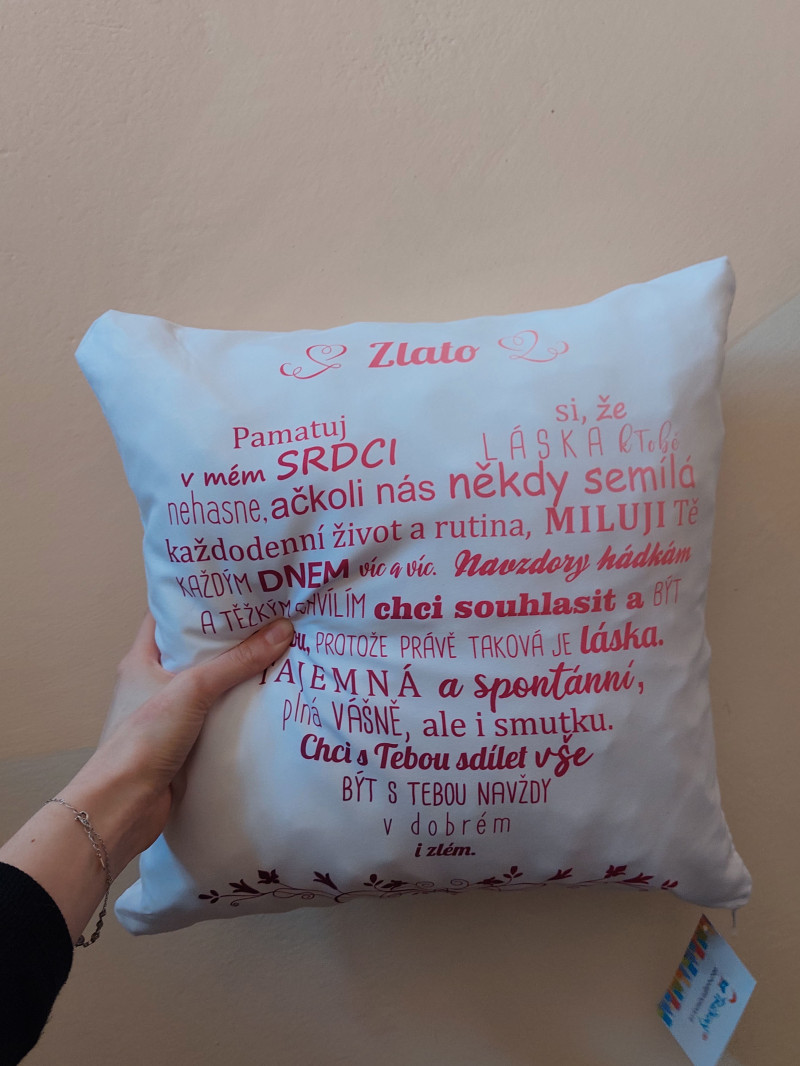 Zlato
Pamatuj si, že
v mém SRDCI LÁSKA k Tobě
nehasne, ačkoli nás někdy semílá
každodenní život a rutina, MILUJI Tě
KAŽDÝM DNEM víc a víc. Navzdory hádkám
A TĚŽKÝM CHVÍLÍM chci souhlasit a BÝT
PROTOŽE PRÁVĚ TAKOVÁ JE láska.
TAJEMNÁ a spontánní,
plná VÁŠNĚ, ale i smutku.
Chci s Tebou sdílet vše
BÝT S TEBOU NAVŽDY
v dobrém
i zlém.